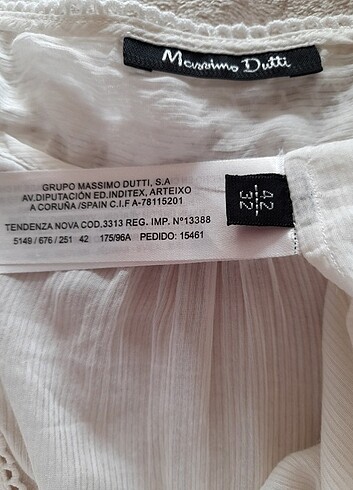 Massimo Dutti
GRUPO MASSIMO DUTTI, S.A
AV.DIPUTACIÓN ED.INDITEX, ARTEIXO
A CORUÑA /SPAIN C.I.F A-78115201
TENDENZA NOVA COD.3313 REG. IMP. Nº13388
5149 / 676 / 251 42 175/96A PEDIDO: 15461
42
32